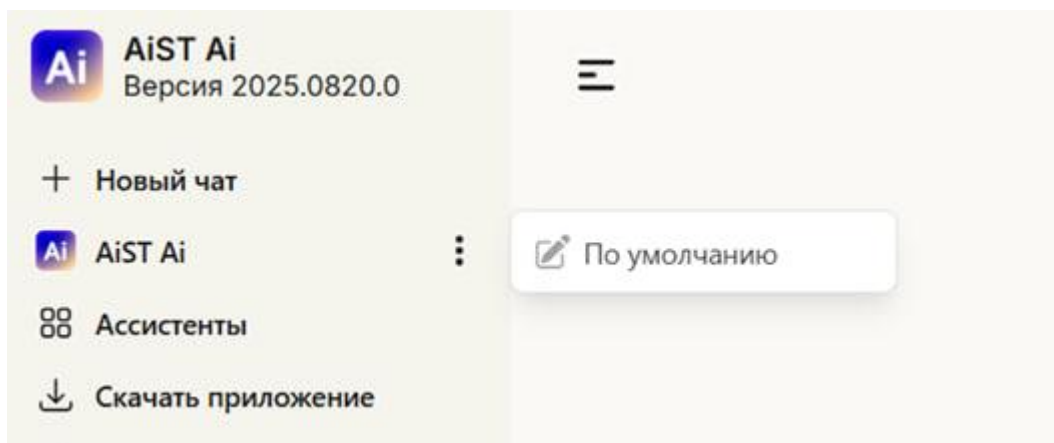 Ai
AiST Ai
Версия 2025.0820.0
Новый чат
Ai AiST Ai
По умолчанию
Ассистенты
Скачать приложение